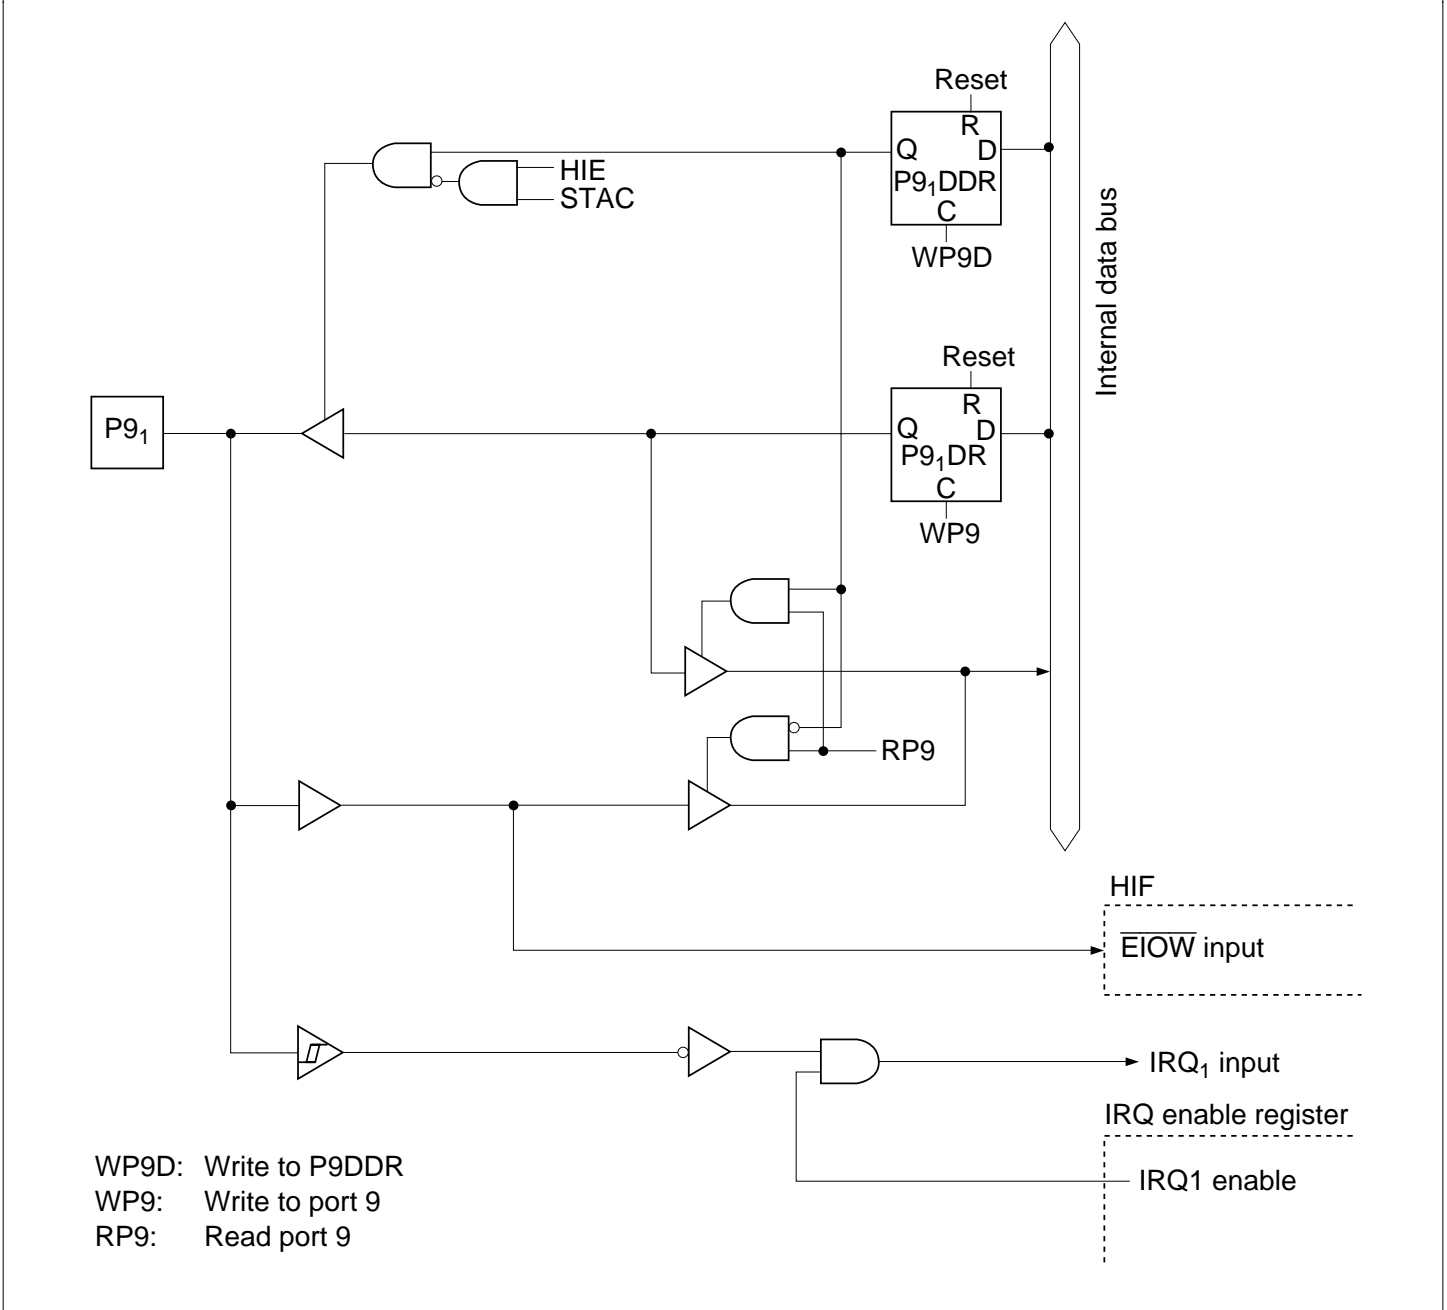 Reset
R
Q
D
P9₁DDR
C
WP9D
HIE
STAC
Internal data bus
Reset
R
Q
D
P9₁DR
C
WP9
P9₁
RP9
HIF
E̅I̅O̅W̅ input
IRQ₁ input
IRQ enable register
IRQ1 enable
WP9D: Write to P9DDR
WP9: Write to port 9
RP9: Read port 9